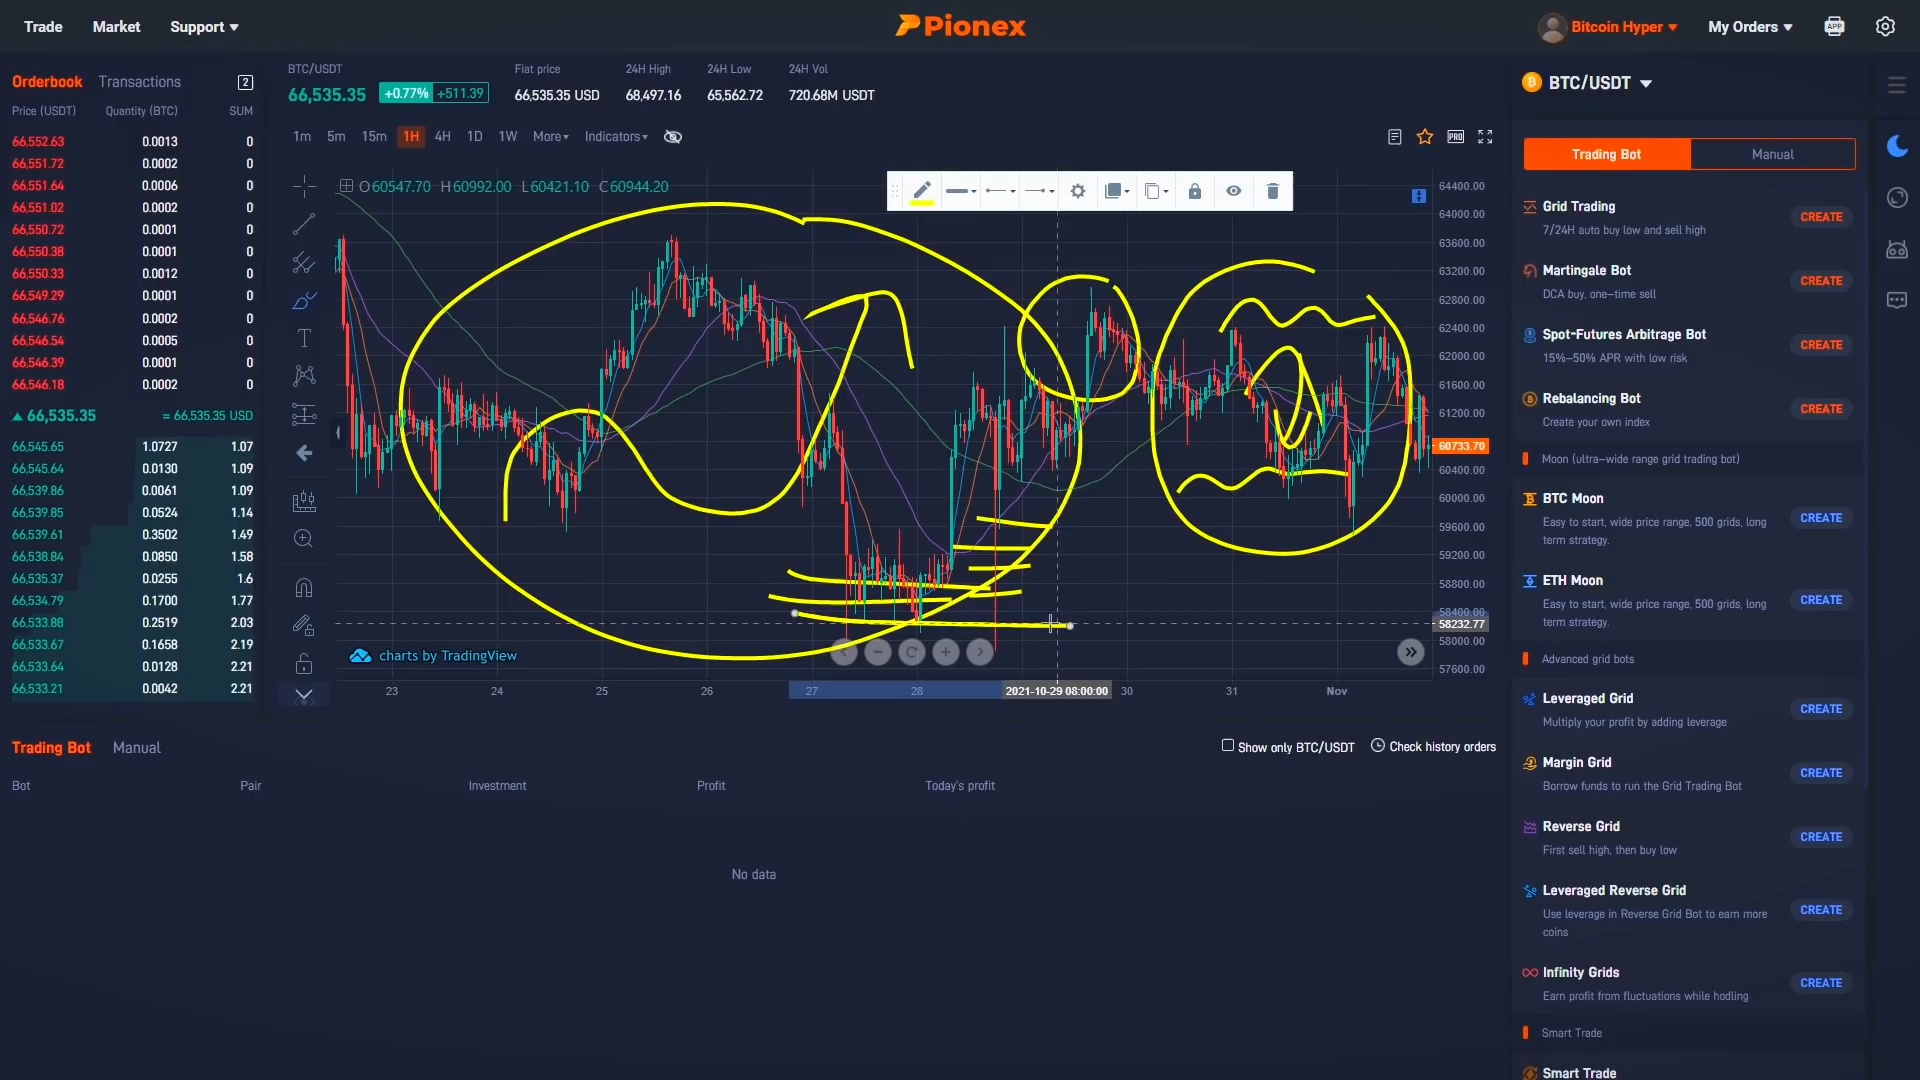 Trade Market Support
Pionex
Bitcoin Hyper My Orders APP
Orderbook Transactions 2
Price (USDT) Quantity (BTC) SUM
66,552.63 0.0013 0
66,551.72 0.0002 0
66,551.64 0.0006 0
66,551.02 0.0002 0
66,550.72 0.0001 0
66,550.38 0.0001 0
66,550.33 0.0012 0
66,549.29 0.0001 0
66,546.76 0.0002 0
66,546.54 0.0005 0
66,546.39 0.0001 0
66,546.18 0.0002 0
66,535.35 = 66,535.35 USD
66,545.65 1.0727 1.07
66,545.64 0.0130 1.09
66,539.86 0.0061 1.09
66,539.85 0.0524 1.14
66,539.61 0.3502 1.49
66,538.84 0.0850 1.58
66,535.37 0.0255 1.6
66,534.79 0.1700 1.77
66,533.88 0.2519 2.03
66,533.67 0.1658 2.19
66,533.64 0.0128 2.21
66,533.21 0.0042 2.21
BTC/USDT Fiat price 24H High 24H Low 24H Vol
66,535.35 +0.77% +511.39 66,535.35 USD 68,497.16 65,562.72 720.68M USDT
1m 5m 15m 1H 4H 1D 1W More Indicators PRO
O60547.70 H60992.00 L60421.10 C60944.20
64400.00
64000.00
63600.00
63200.00
62800.00
62400.00
62000.00
61600.00
61200.00
60733.70
60400.00
60000.00
59600.00
59200.00
58800.00
58400.00
58232.77
58000.00
57600.00
charts by TradingView
23 24 25 26 27 28 2021-10-29 08:00:00 30 31 Nov
Trading Bot Manual
Show only BTC/USDT Check history orders
Bot Pair Investment Profit Today's profit
No data
BTC/USDT
Trading Bot Manual
Grid Trading
7/24H auto buy low and sell high
CREATE
Martingale Bot
DCA buy, one-time sell
CREATE
Spot-Futures Arbitrage Bot
15%-50% APR with low risk
CREATE
Rebalancing Bot
Create your own index
CREATE
Moon (ultra-wide range grid trading bot)
BTC Moon
Easy to start, wide price range, 500 grids, long
term strategy.
CREATE
ETH Moon
Easy to start, wide price range, 500 grids, long
term strategy.
CREATE
Advanced grid bots
Leveraged Grid
Multiply your profit by adding leverage
CREATE
Margin Grid
Borrow funds to run the Grid Trading Bot
CREATE
Reverse Grid
First sell high, then buy low
CREATE
Leveraged Reverse Grid
Use leverage in Reverse Grid Bot to earn more
coins
CREATE
Infinity Grids
Earn profit from fluctuations while hodling
CREATE
Smart Trade
Smart Trade